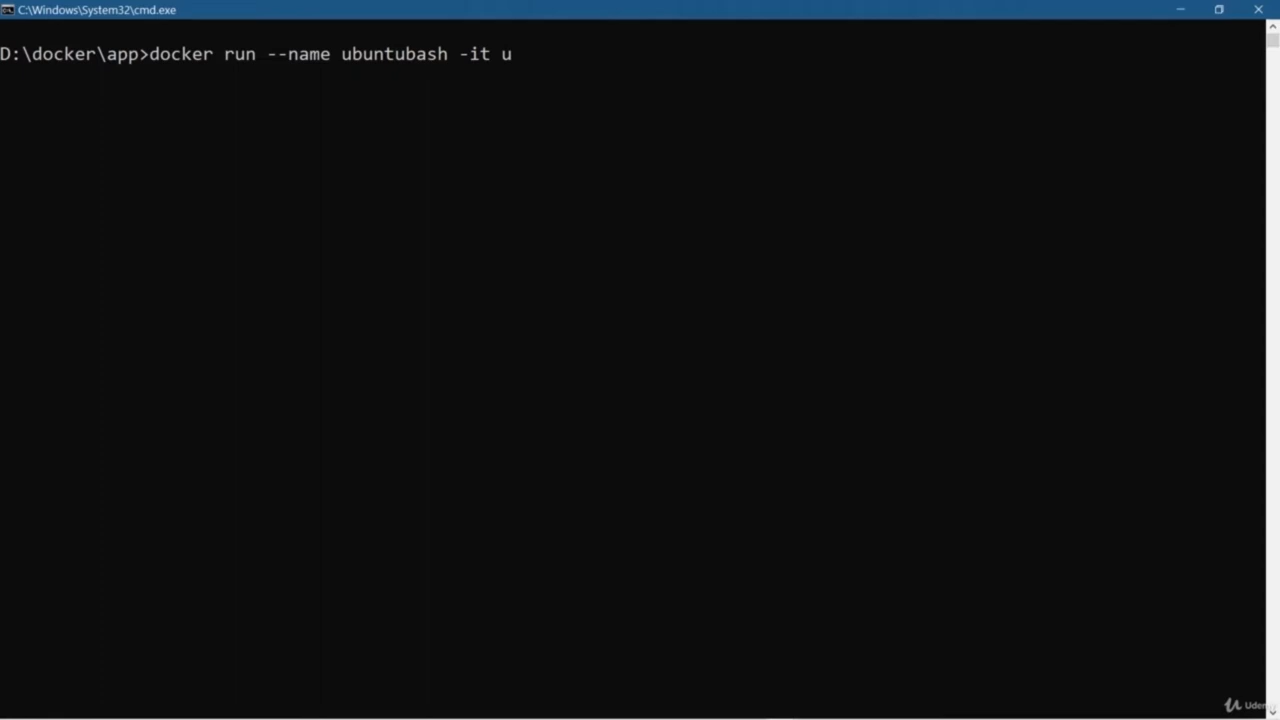 C:\Windows\System32\cmd.exe
D:\docker\app>docker run --name ubuntubash -it u